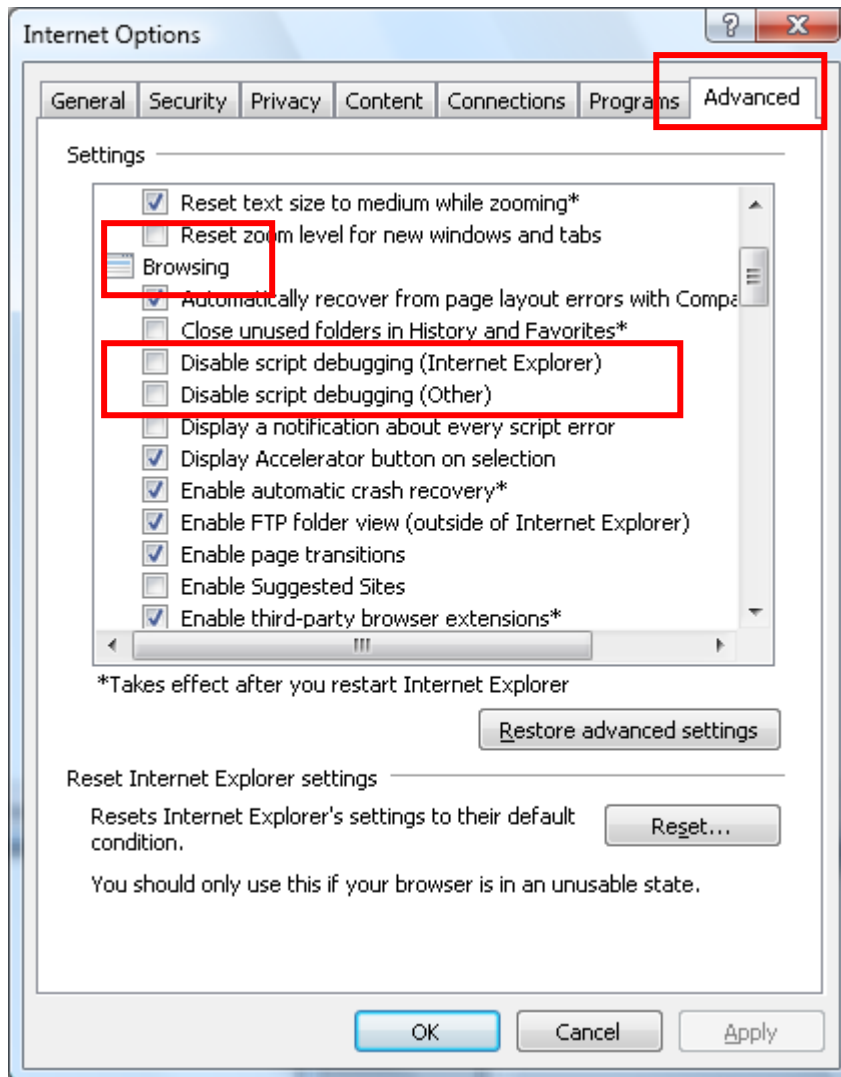 Internet Options
General Security Privacy Content Connections Programs Advanced
Settings
Reset text size to medium while zooming*
Reset zoom level for new windows and tabs
Browsing
Automatically recover from page layout errors with Compa
Close unused folders in History and Favorites*
Disable script debugging (Internet Explorer)
Disable script debugging (Other)
Display a notification about every script error
Display Accelerator button on selection
Enable automatic crash recovery*
Enable FTP folder view (outside of Internet Explorer)
Enable page transitions
Enable Suggested Sites
Enable third-party browser extensions*
*Takes effect after you restart Internet Explorer
Restore advanced settings
Reset Internet Explorer settings
Resets Internet Explorer's settings to their default
condition.
Reset...
You should only use this if your browser is in an unusable state.
OK Cancel Apply